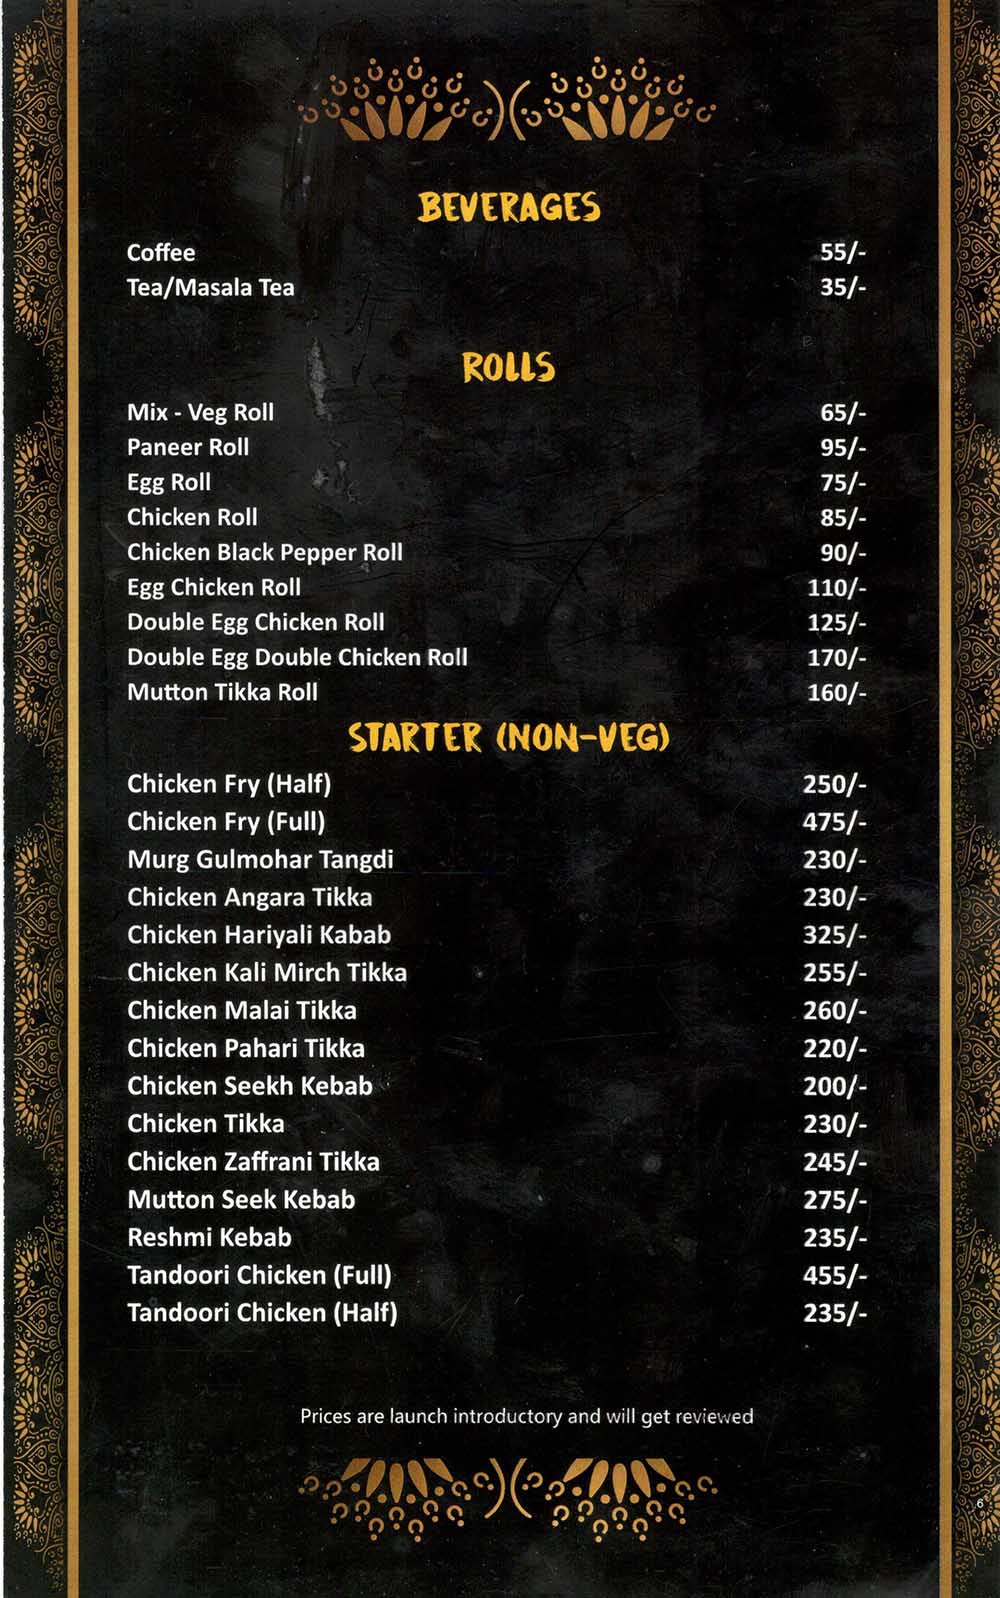 BEVERAGES
Coffee 55/-
Tea/Masala Tea 35/-
ROLLS
Mix - Veg Roll 65/-
Paneer Roll 95/-
Egg Roll 75/-
Chicken Roll 85/-
Chicken Black Pepper Roll 90/-
Egg Chicken Roll 110/-
Double Egg Chicken Roll 125/-
Double Egg Double Chicken Roll 170/-
Mutton Tikka Roll 160/-
STARTER (NON-VEG)
Chicken Fry (Half) 250/-
Chicken Fry (Full) 475/-
Murg Gulmohar Tangdi 230/-
Chicken Angara Tikka 230/-
Chicken Hariyali Kabab 325/-
Chicken Kali Mirch Tikka 255/-
Chicken Malai Tikka 260/-
Chicken Pahari Tikka 220/-
Chicken Seekh Kebab 200/-
Chicken Tikka 230/-
Chicken Zaffrani Tikka 245/-
Mutton Seek Kebab 275/-
Reshmi Kebab 235/-
Tandoori Chicken (Full) 455/-
Tandoori Chicken (Half) 235/-
Prices are launch introductory and will get reviewed
6